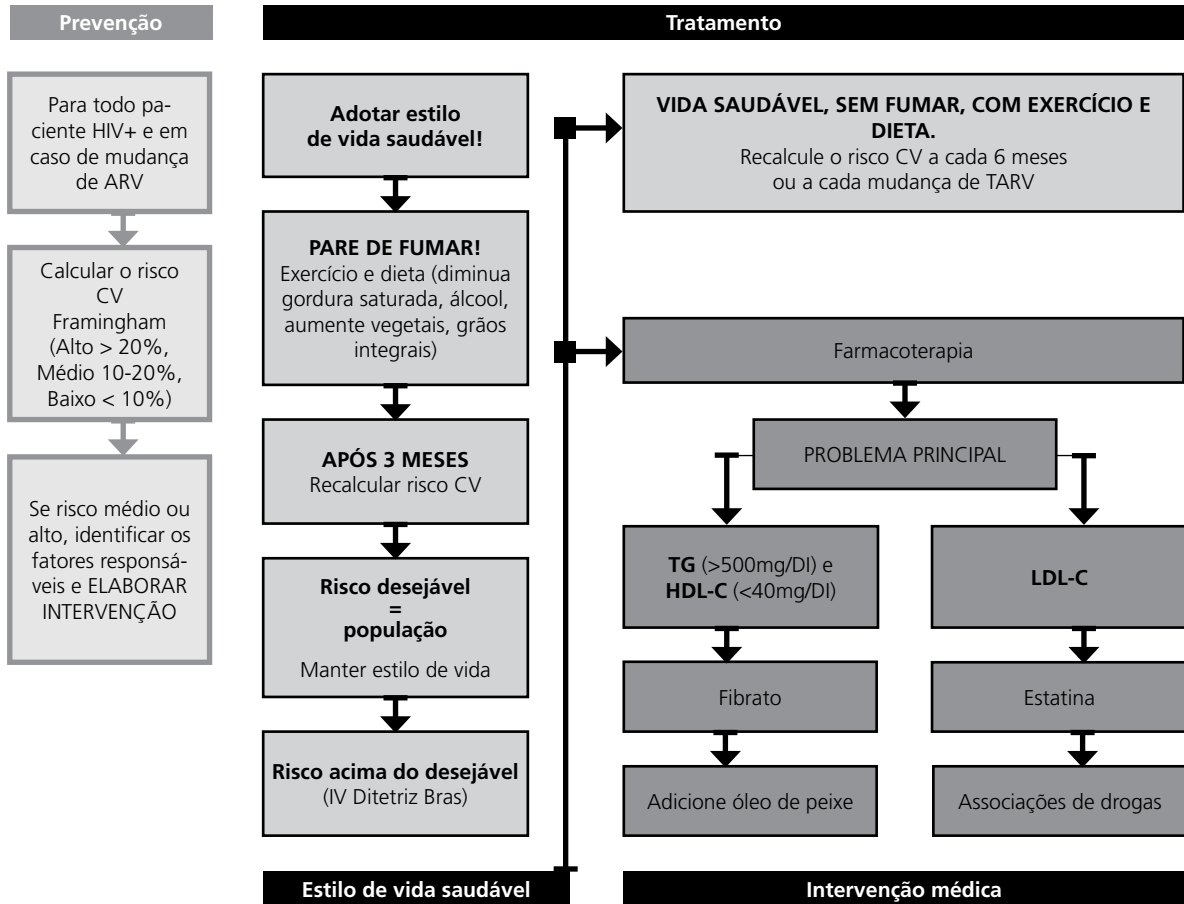 Prevenção
Para todo pa-
ciente HIV+ e em
caso de mudança
de ARV
Calcular o risco
CV
Framingham
(Alto > 20%,
Médio 10-20%,
Baixo < 10%)
Se risco médio ou
alto, identificar os
fatores responsá-
veis e ELABORAR
INTERVENÇÃO
Tratamento
Adotar estilo
de vida saudável!
PARE DE FUMAR!
Exercício e dieta (diminua
gordura saturada, álcool,
aumente vegetais, grãos
integrais)
APÓS 3 MESES
Recalcular risco CV
Risco desejável
=
população
Manter estilo de vida
Risco acima do desejável
(IV Ditetriz Bras)
Estilo de vida saudável
VIDA SAUDÁVEL, SEM FUMAR, COM EXERCÍCIO E
DIETA.
Recalcule o risco CV a cada 6 meses
ou a cada mudança de TARV
Farmacoterapia
PROBLEMA PRINCIPAL
TG (>500mg/DI) e
HDL-C (<40mg/DI)
Fibrato
Adicione óleo de peixe
LDL-C
Estatina
Associações de drogas
Intervenção médica